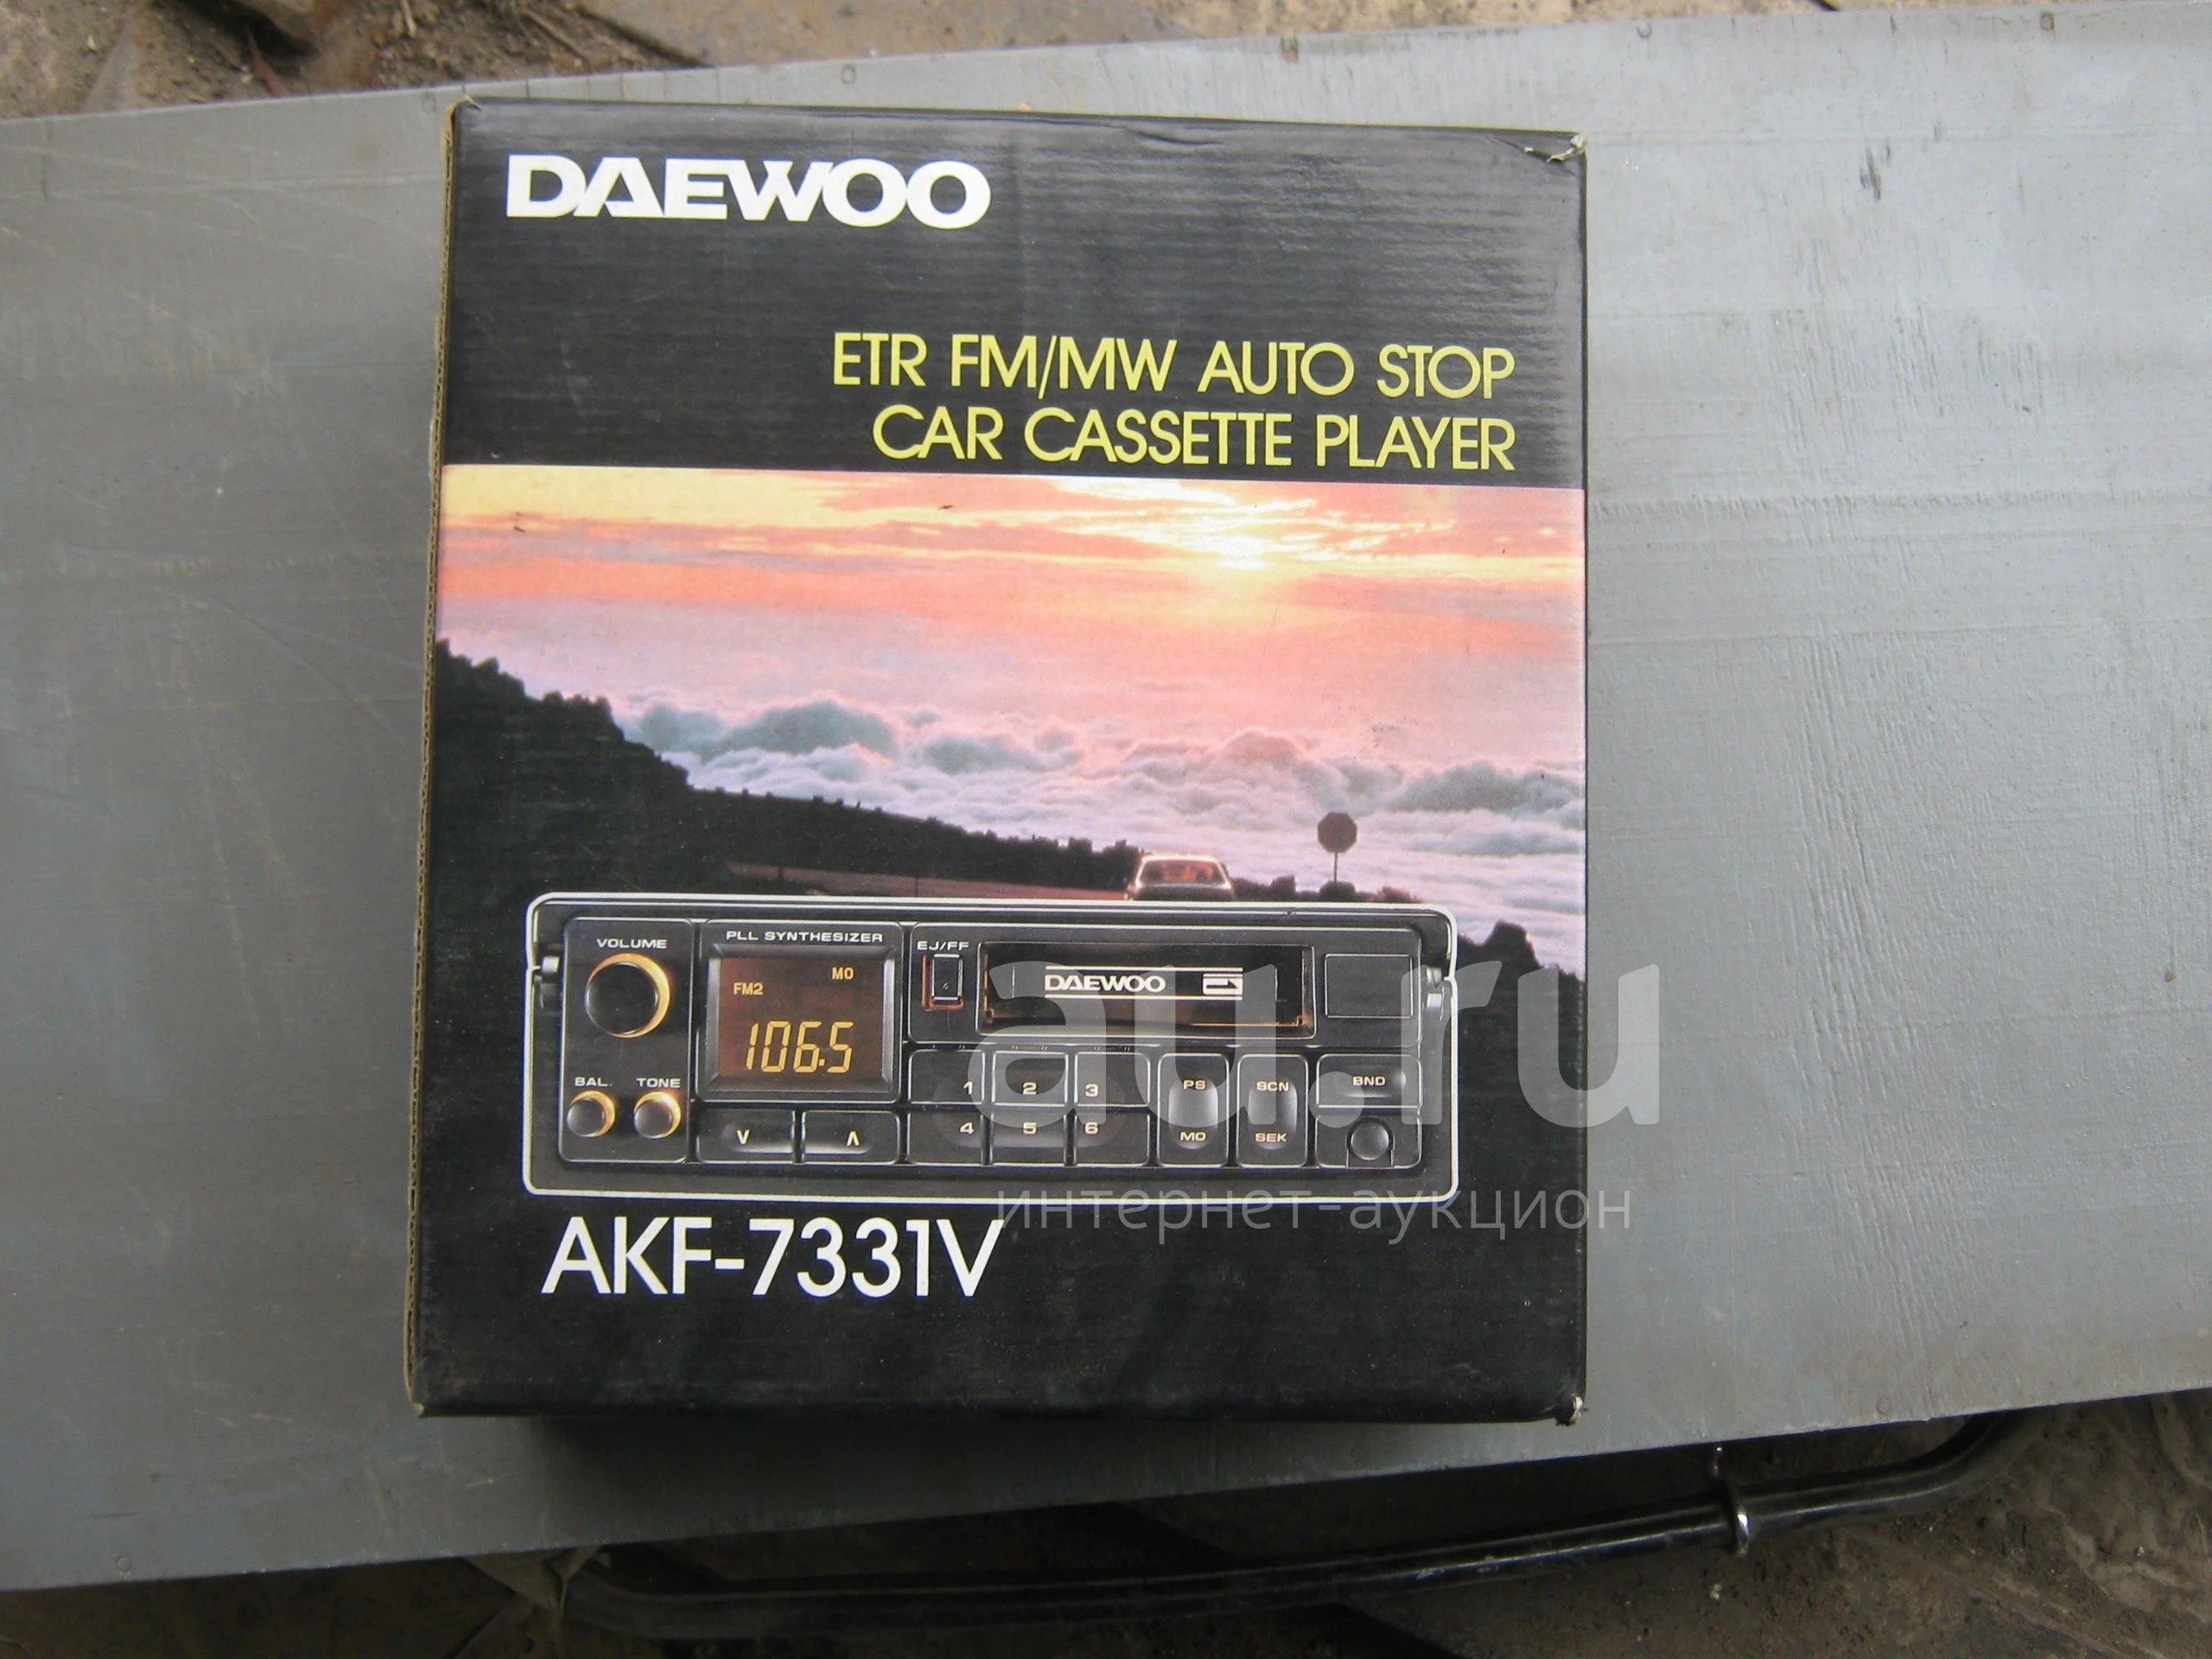 DAEWOO
ETR FM/MW AUTO STOP
CAR CASSETTE PLAYER
VOLUME
PLL SYNTHESIZER
EJ/FF
MO
FM2
DAEWOO
106.5
BAL. TONE
1 2 3 PS SCN BND
4 5 6 MO SEK
V Λ
AKF-7331V
au.ru
интернет-аукцион